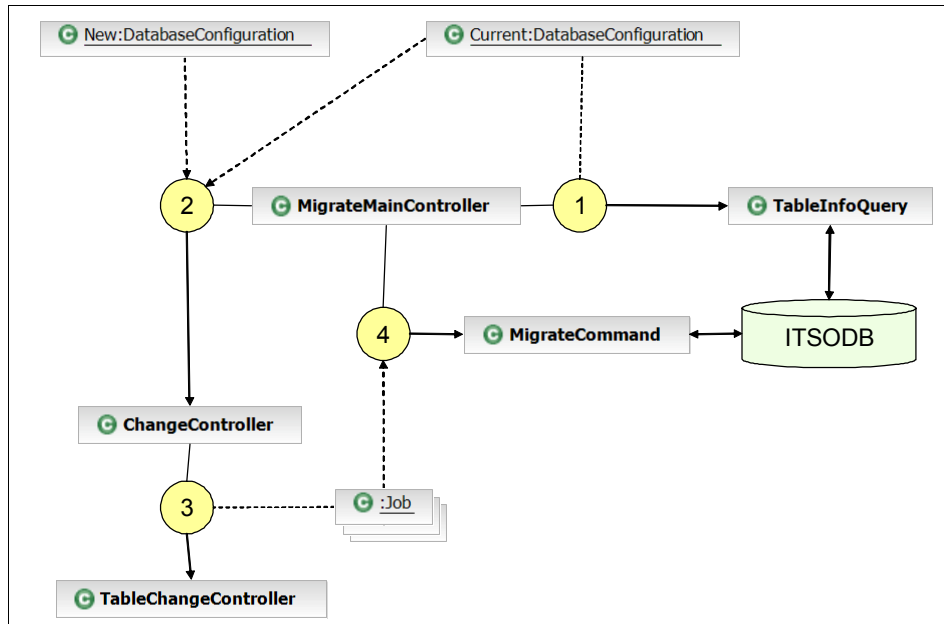 C New:DatabaseConfiguration
C Current:DatabaseConfiguration
2
C MigrateMainController
1
C TableInfoQuery
4
C MigrateCommand
ITSODB
C ChangeController
3
C :Job
C TableChangeController